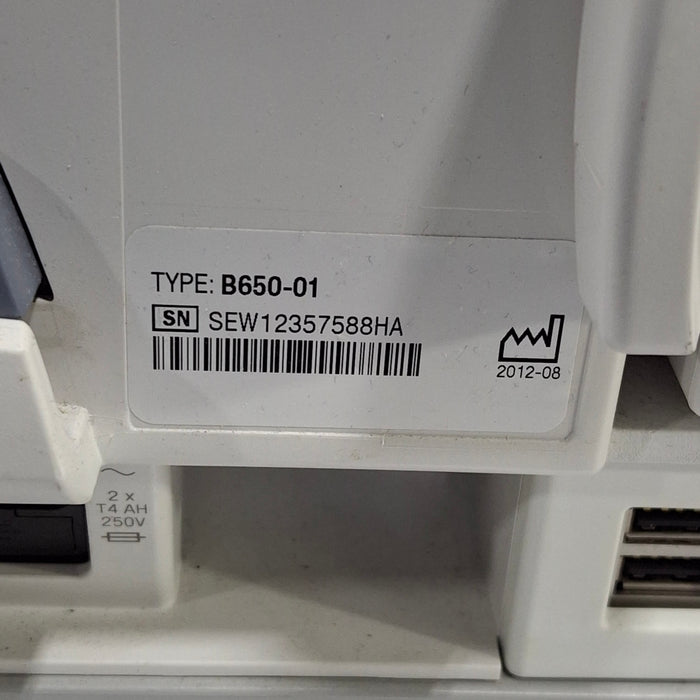 TYPE: B650-01
SN SEW12357588HA
2012-08
2 x
T4 AH
250V